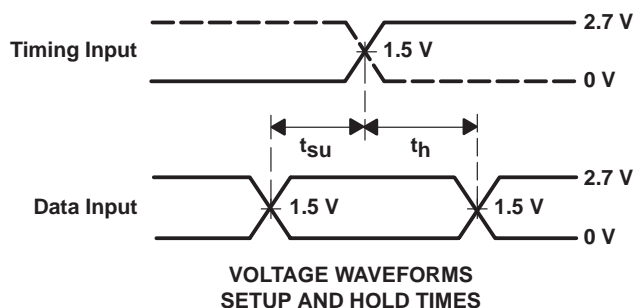 2.7 V
Timing Input
1.5 V
0 V
tsu
th
2.7 V
Data Input
1.5 V
1.5 V
0 V
VOLTAGE WAVEFORMS
SETUP AND HOLD TIMES